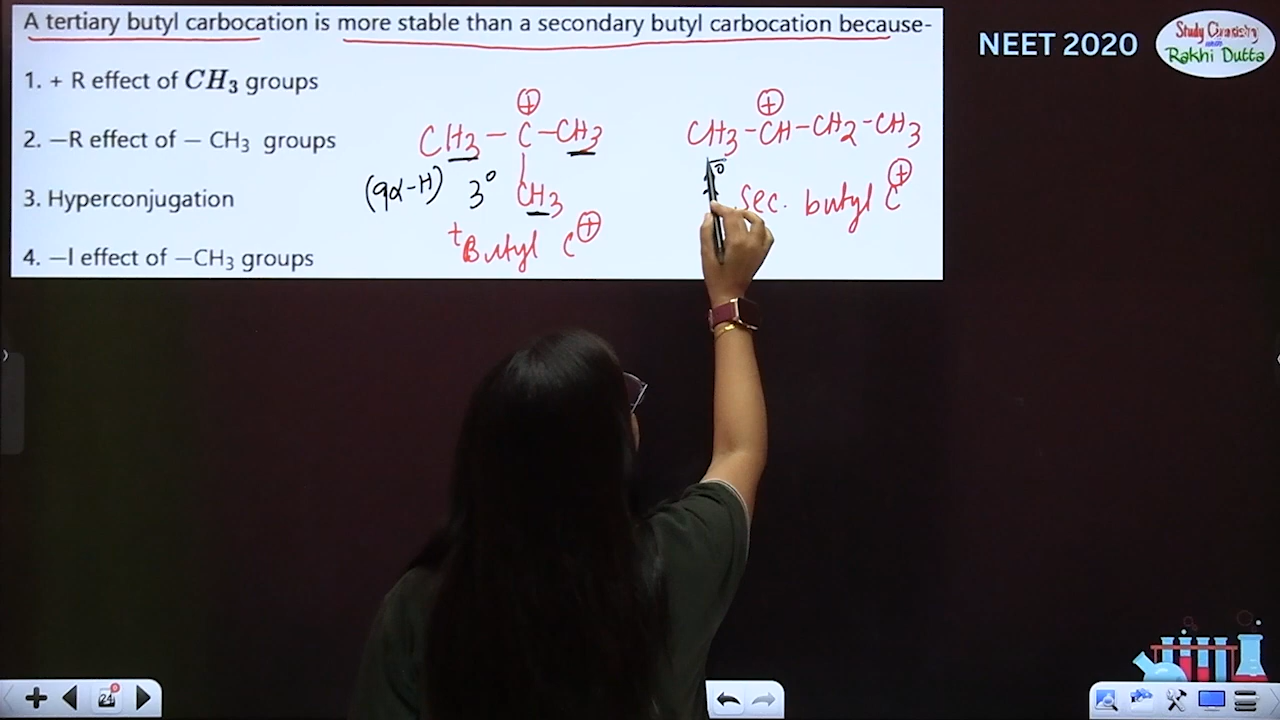 A tertiary butyl carbocation is more stable than a secondary butyl carbocation because-
NEET 2020
Study Chemistry
with
Rakhi Dutta
1. + R effect of CH₃ groups
2. –R effect of – CH₃ groups
3. Hyperconjugation
4. –I effect of –CH₃ groups
⊕
CH₃ – C – CH₃
CH₃
(9α-H) 3°
t Butyl C⊕
⊕
CH₃ – CH – CH₂ – CH₃
sec. butyl C⊕
24